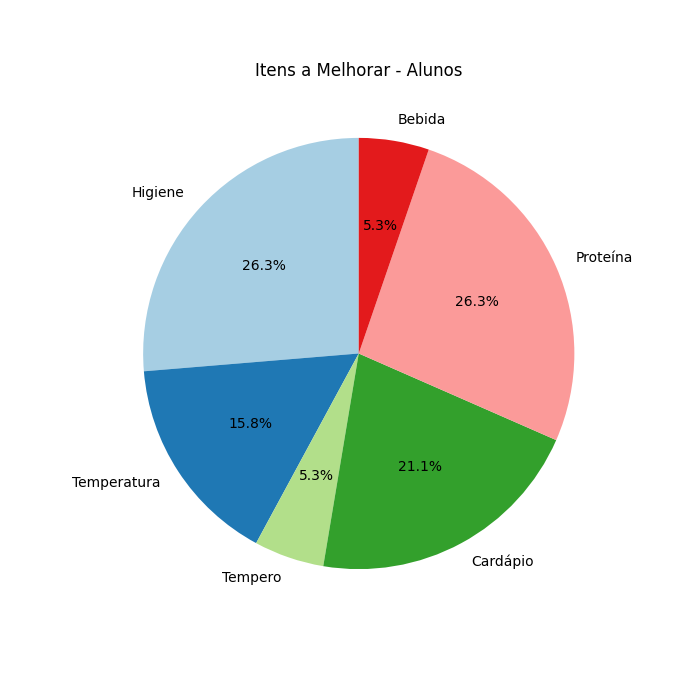 Itens a Melhorar - Alunos
Bebida
Higiene
5.3%
Proteína
26.3%
26.3%
15.8%
21.1%
Temperatura
5.3%
Cardápio
Tempero